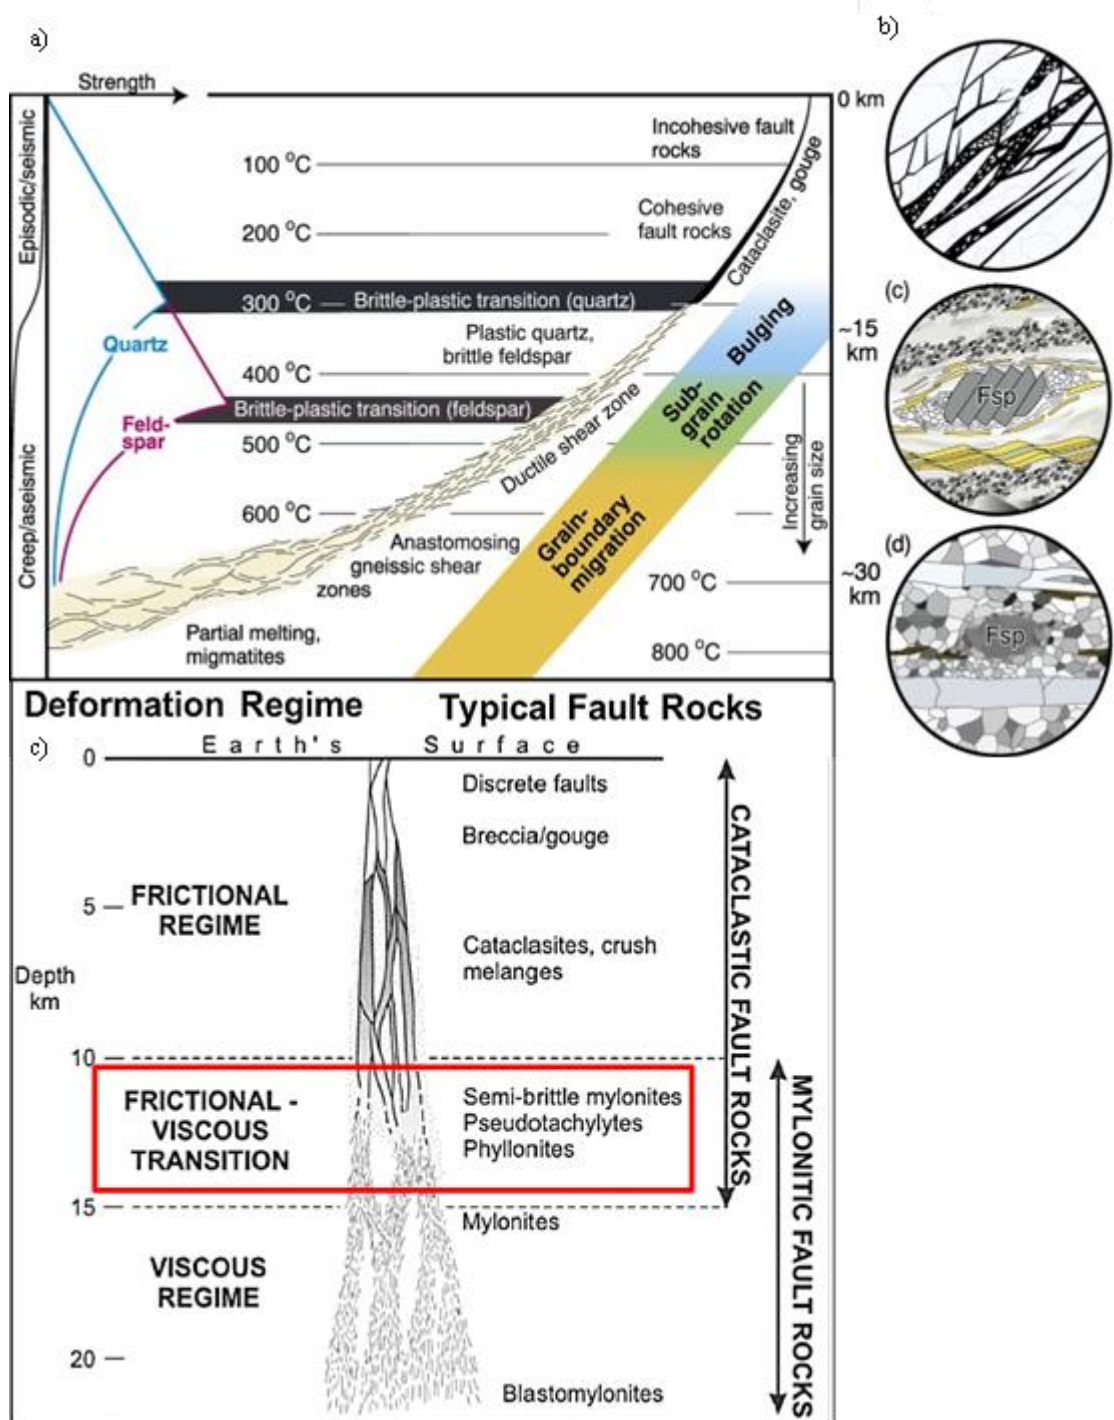 a)
Strength
0 km
Episodic/seismic
Creep/aseismic
Incohesive fault
rocks
100 °C
Cohesive
fault rocks
200 °C
Cataclasite, gouge
300 °C
Brittle-plastic transition (quartz)
Quartz
Plastic quartz,
brittle feldspar
Bulging
~15
km
400 °C
Brittle-plastic transition (feldspar)
Feld-
spar
Sub-
grain
rotation
500 °C
Ductile shear zone
Increasing
grain size
600 °C
Anastomosing
gneissic shear
zones
Grain-
boundary
migration
700 °C
~30
km
Partial melting,
migmatites
800 °C
b)
(c)
Fsp
(d)
Fsp
Deformation Regime
Typical Fault Rocks
c)
Earth's Surface
0
Discrete faults
Breccia/gouge
FRICTIONAL
REGIME
5
Cataclasites, crush
melanges
Depth
km
10
FRICTIONAL -
VISCOUS
TRANSITION
Semi-brittle mylonites
Pseudotachylytes
Phyllonites
15
Mylonites
VISCOUS
REGIME
20
Blastomylonites
CATACLASTIC FAULT ROCKS
MYLONITIC FAULT ROCKS